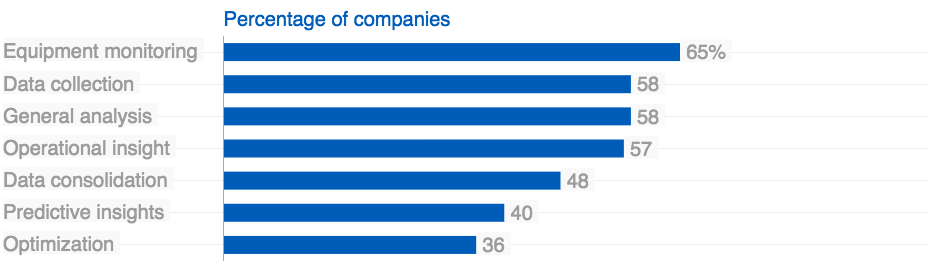 Percentage of companies
Equipment monitoring 65%
Data collection 58
General analysis 58
Operational insight 57
Data consolidation 48
Predictive insights 40
Optimization 36